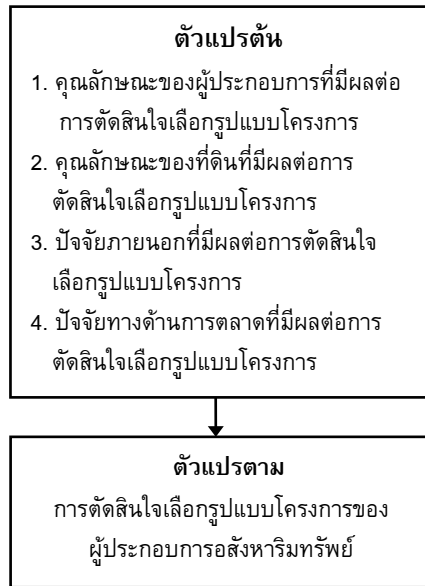 ตัวแปรต้น
1. คุณลักษณะของผู้ประกอบการที่มีผลต่อ
การตัดสินใจเลือกรูปแบบโครงการ
2. คุณลักษณะของที่ดินที่มีผลต่อการ
ตัดสินใจเลือกรูปแบบโครงการ
3. ปัจจัยภายนอกที่มีผลต่อการตัดสินใจ
เลือกรูปแบบโครงการ
4. ปัจจัยทางด้านการตลาดที่มีผลต่อการ
ตัดสินใจเลือกรูปแบบโครงการ
ตัวแปรตาม
การตัดสินใจเลือกรูปแบบโครงการของ
ผู้ประกอบการอสังหาริมทรัพย์